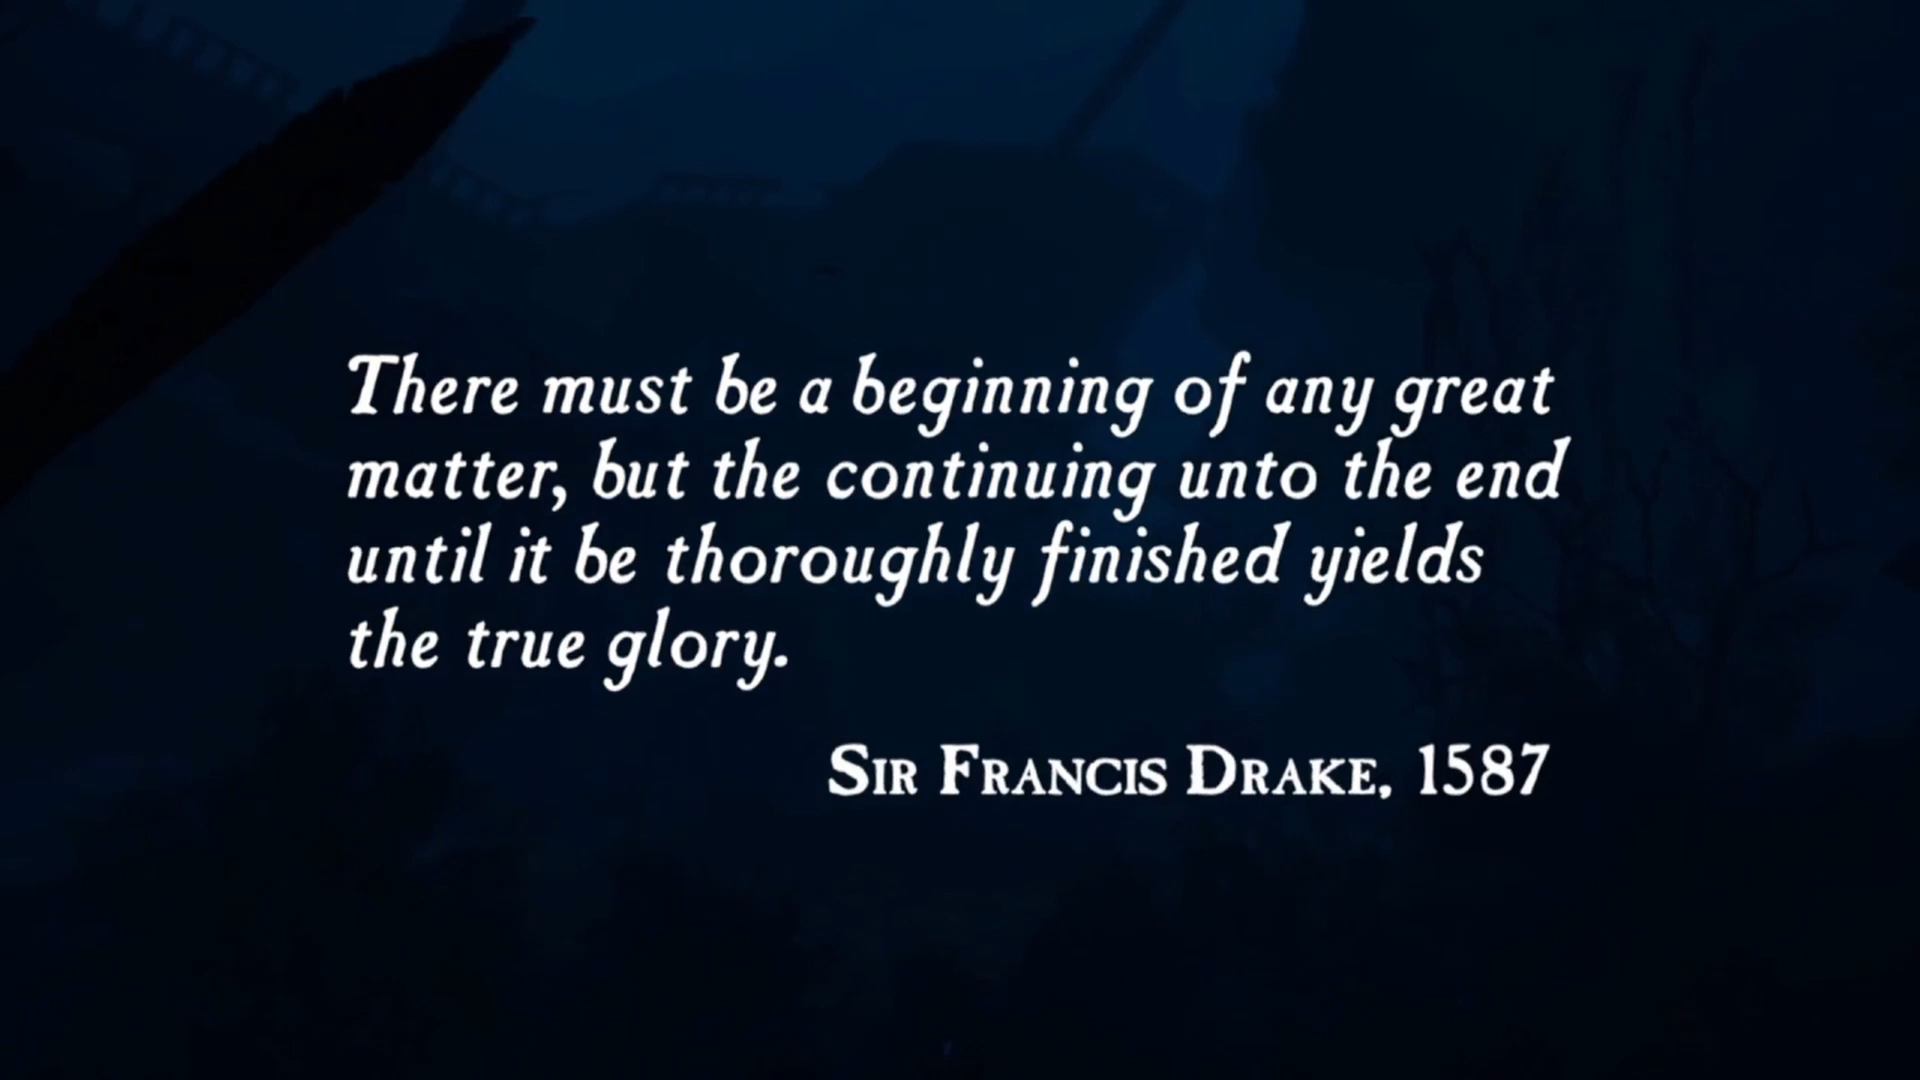 There must be a beginning of any great
matter, but the continuing unto the end
until it be thoroughly finished yields
the true glory.
Sir Francis Drake, 1587